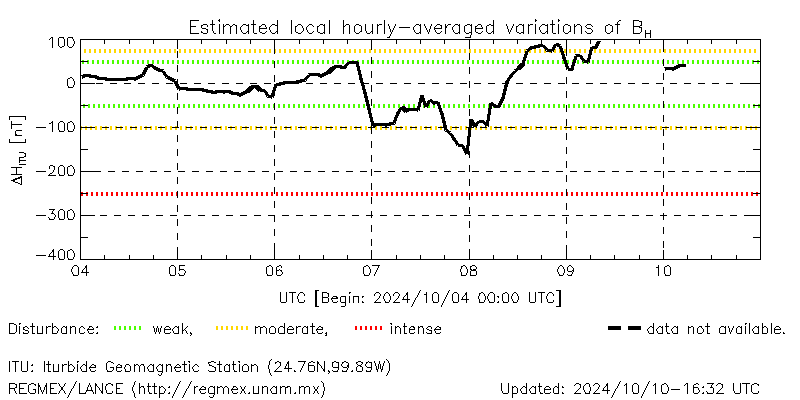 Estimated local hourly-averaged variations of BH
100
0
-100
-200
-300
-400
ΔHITU [nT]
04 05 06 07 08 09 10
UTC [Begin: 2024/10/04 00:00 UTC]
Disturbance: weak, moderate, intense data not available.
ITU: Iturbide Geomagnetic Station (24.76N,99.89W)
REGMEX/LANCE (http://regmex.unam.mx) Updated: 2024/10/10-16:32 UTC